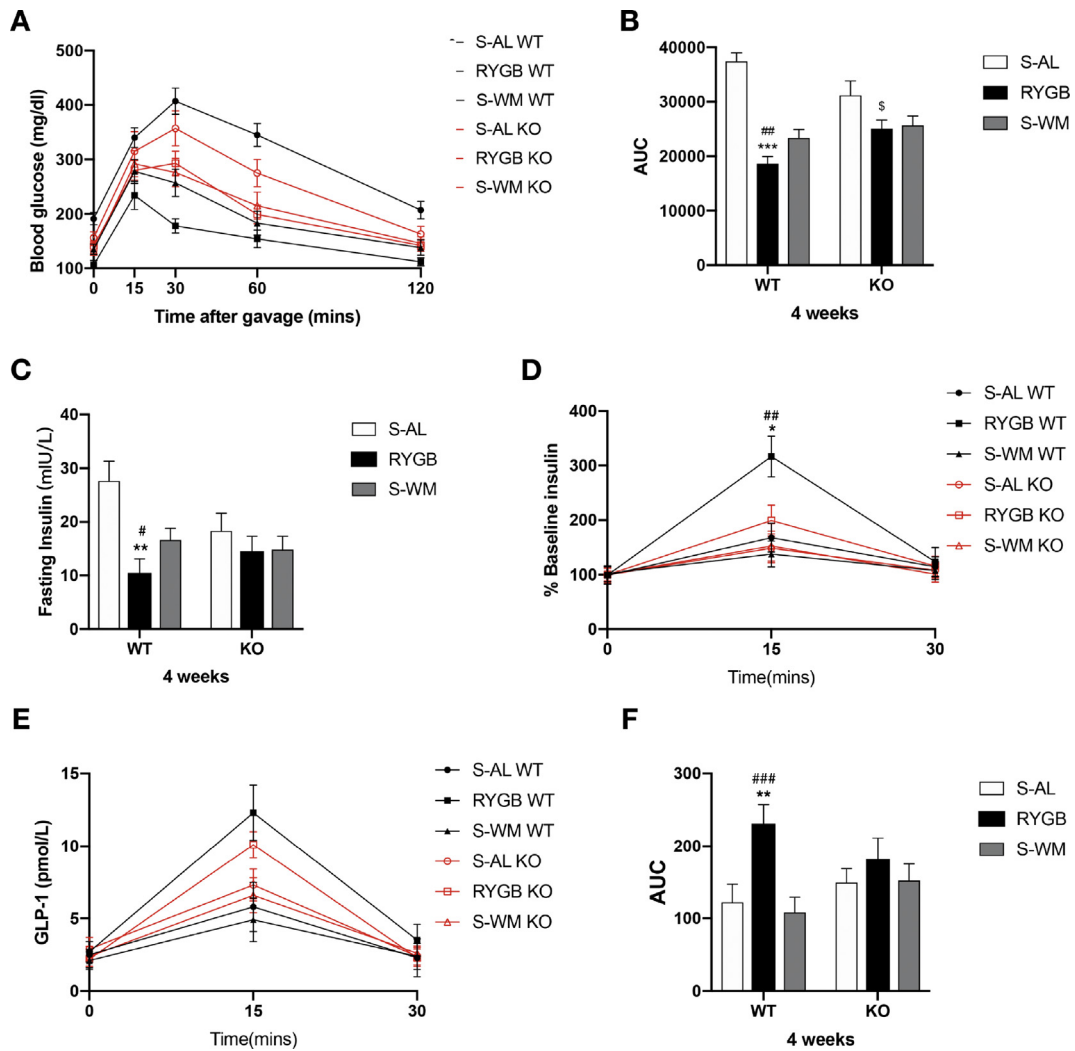 A
Blood glucose (mg/dl)
500
400
300
200
100
0
15
30
60
120
Time after gavage (mins)
S-AL WT
RYGB WT
S-WM WT
S-AL KO
RYGB KO
S-WM KO
B
AUC
40000
30000
20000
10000
0
##
***
$
WT
KO
4 weeks
S-AL
RYGB
S-WM
C
Fasting Insulin (mIU/L)
40
30
20
10
0
#
**
WT
KO
4 weeks
S-AL
RYGB
S-WM
D
% Baseline insulin
400
300
200
100
0
##
*
0
15
30
Time(mins)
S-AL WT
RYGB WT
S-WM WT
S-AL KO
RYGB KO
S-WM KO
E
GLP-1 (pmol/L)
15
10
5
0
0
15
30
Time(mins)
S-AL WT
RYGB WT
S-WM WT
S-AL KO
RYGB KO
S-WM KO
F
AUC
300
200
100
0
###
**
WT
KO
4 weeks
S-AL
RYGB
S-WM